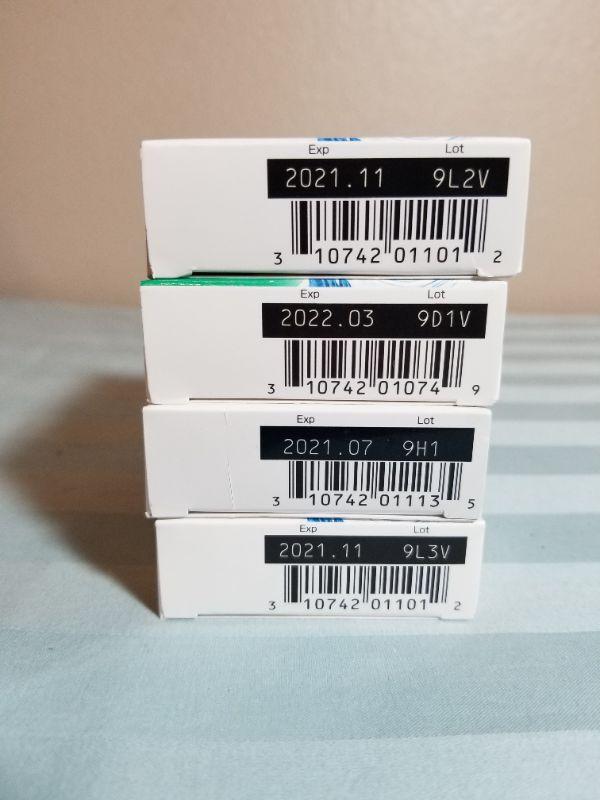 Exp Lot
2021.11 9L2V
3 10742 01101 2
Exp Lot
2022.03 9D1V
3 10742 01074 9
Exp Lot
2021.07 9H1
3 10742 01113 5
Exp Lot
2021.11 9L3V
3 10742 01101 2